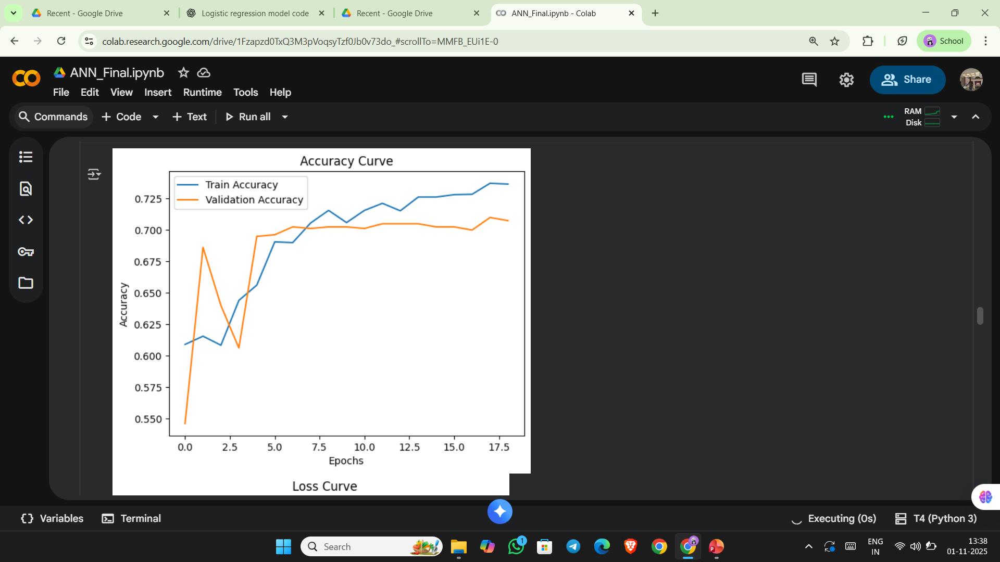 Recent - Google Drive
Logistic regression model code
Recent - Google Drive
ANN_Final.ipynb - Colab
colab.research.google.com/drive/1Fzapzd0TxQ3M3pVoqsyTzf0Jb0v73do_#scrollTo=MMFB_EUi1E-0
School
ANN_Final.ipynb
File Edit View Insert Runtime Tools Help
Share
Commands + Code + Text Run all
RAM
Disk
Accuracy Curve
Train Accuracy
Validation Accuracy
0.725
0.700
0.675
0.650
0.625
0.600
0.575
0.550
Accuracy
0.0 2.5 5.0 7.5 10.0 12.5 15.0 17.5
Epochs
Loss Curve
Variables Terminal Executing (0s) T4 (Python 3)
Search
1
ENG
IN
13:38
01-11-2025